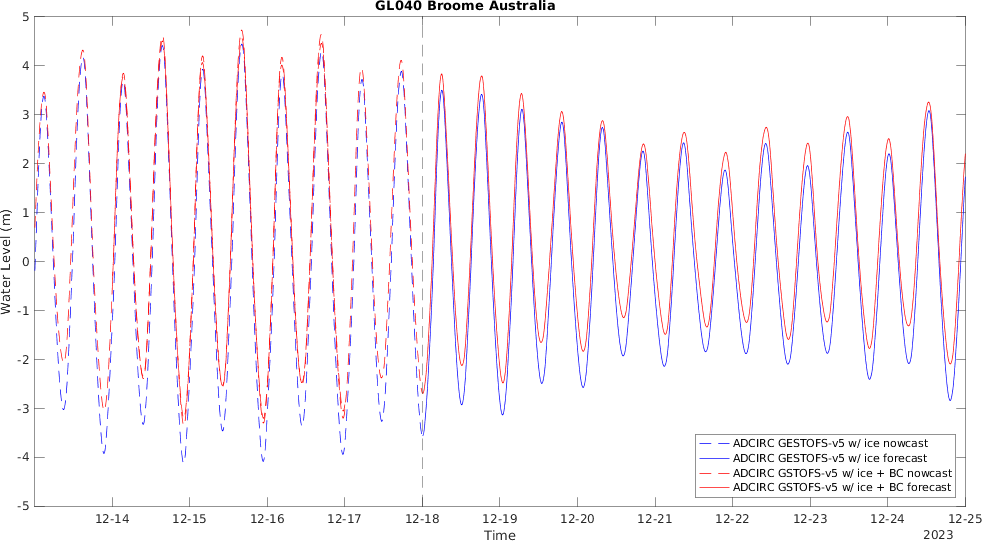 GL040 Broome Australia
5
4
3
2
1
0
-1
-2
-3
-4
-5
Water Level (m)
ADCIRC GESTOFS-v5 w/ ice nowcast
ADCIRC GESTOFS-v5 w/ ice forecast
ADCIRC GSTOFS-v5 w/ ice + BC nowcast
ADCIRC GSTOFS-v5 w/ ice + BC forecast
12-14 12-15 12-16 12-17 12-18 12-19 12-20 12-21 12-22 12-23 12-24 12-25
Time
2023